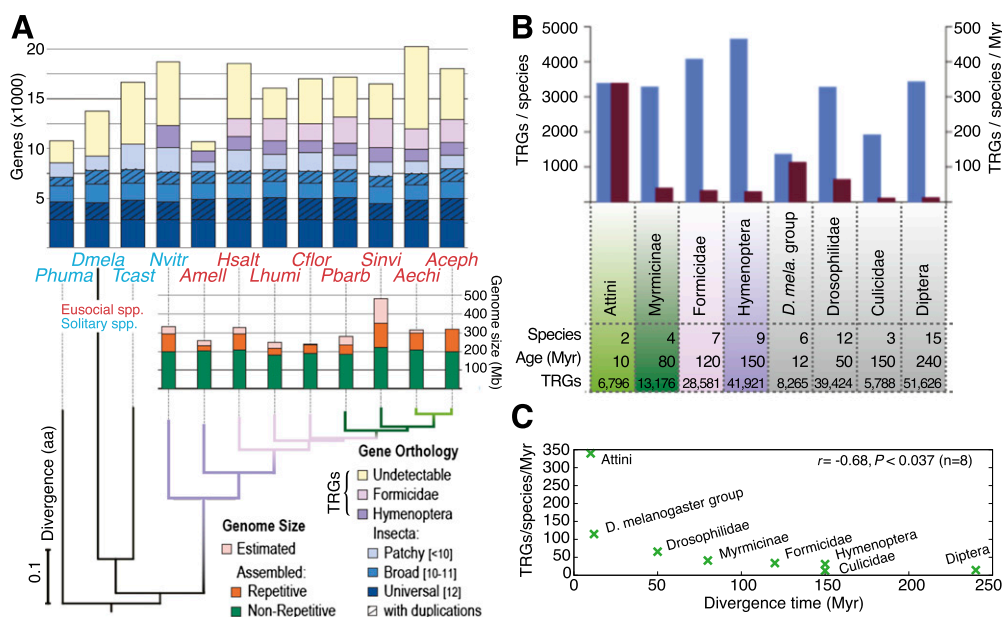 A
Genes (x1000)
20
15
10
5
Dmela Nvitr Hsalt Cflor Sinvi Aceph
Phuma Tcast Amell Lhumi Pbarb Aechi
Eusocial spp.
Solitary spp.
Genome size (Mb)
500
400
300
200
100
Divergence (aa)
0.1
Genome Size
Estimated
Assembled:
Repetitive
Non-Repetitive
Gene Orthology
TRGs
Undetectable
Formicidae
Hymenoptera
Insecta:
Patchy [<10]
Broad [10-11]
Universal [12]
with duplications
B
TRGs / species
5000
4000
3000
2000
1000
TRGs / species / Myr
500
400
300
200
100
Attini
Myrmicinae
Formicidae
Hymenoptera
D. mela. group
Drosophilidae
Culicidae
Diptera
Species 2 4 7 9 6 12 3 15
Age (Myr) 10 80 120 150 12 50 150 240
TRGs 6,796 13,176 28,581 41,921 8,265 39,424 5,788 51,626
C
TRGs/species/Myr
350
300
250
200
150
100
50
0
r= -0.68, P < 0.037 (n=8)
Attini
D. melanogaster group
Drosophilidae
Myrmicinae
Formicidae
Hymenoptera
Culicidae
Diptera
0 50 100 150 200 250
Divergence time (Myr)